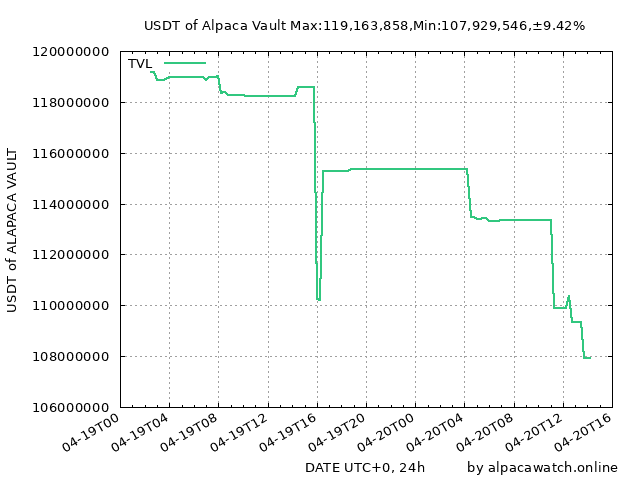 USDT of Alpaca Vault Max:119,163,858,Min:107,929,546,±9.42%
TVL
120000000
118000000
116000000
114000000
112000000
110000000
108000000
106000000
USDT of ALAPACA VAULT
04-19T00
04-19T04
04-19T08
04-19T12
04-19T16
04-19T20
04-20T00
04-20T04
04-20T08
04-20T12
04-20T16
DATE UTC+0, 24h
by alpacawatch.online